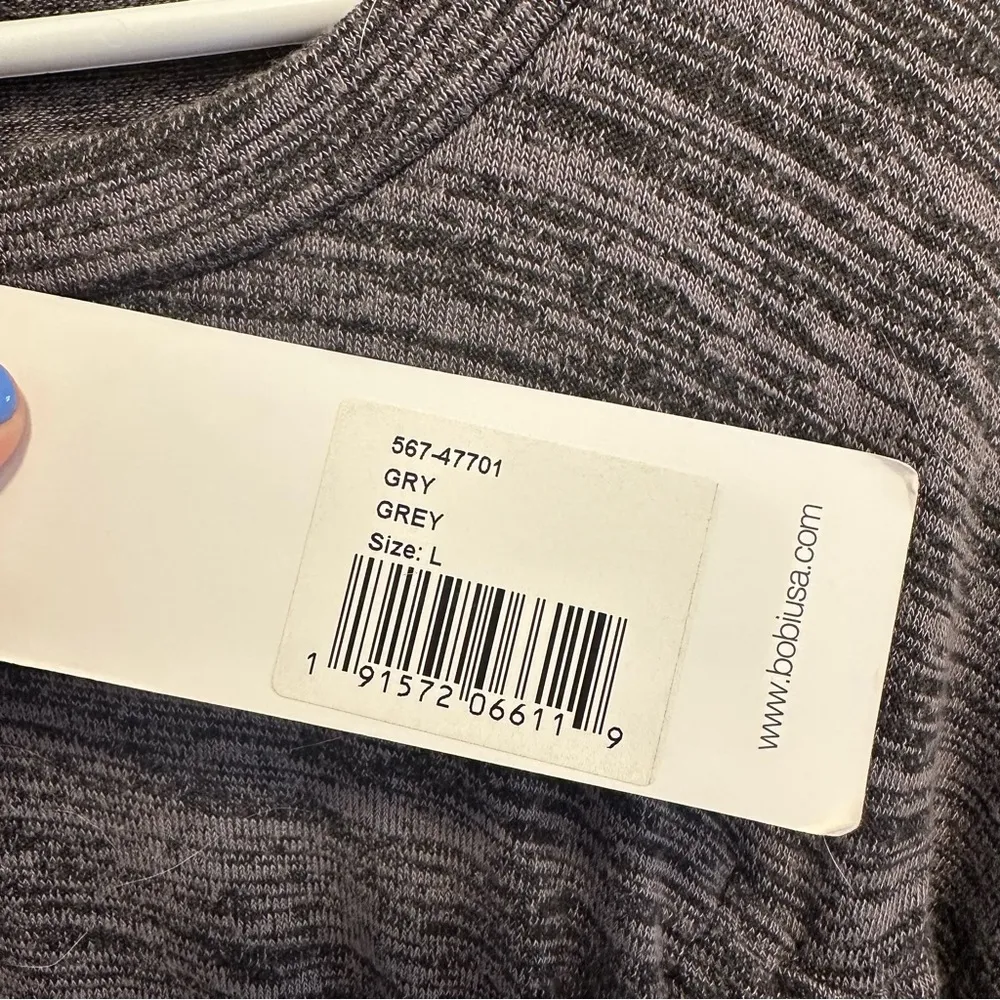 567-47701
GRY
GREY
Size: L
1 91572 06611 9
www.bobiusa.com